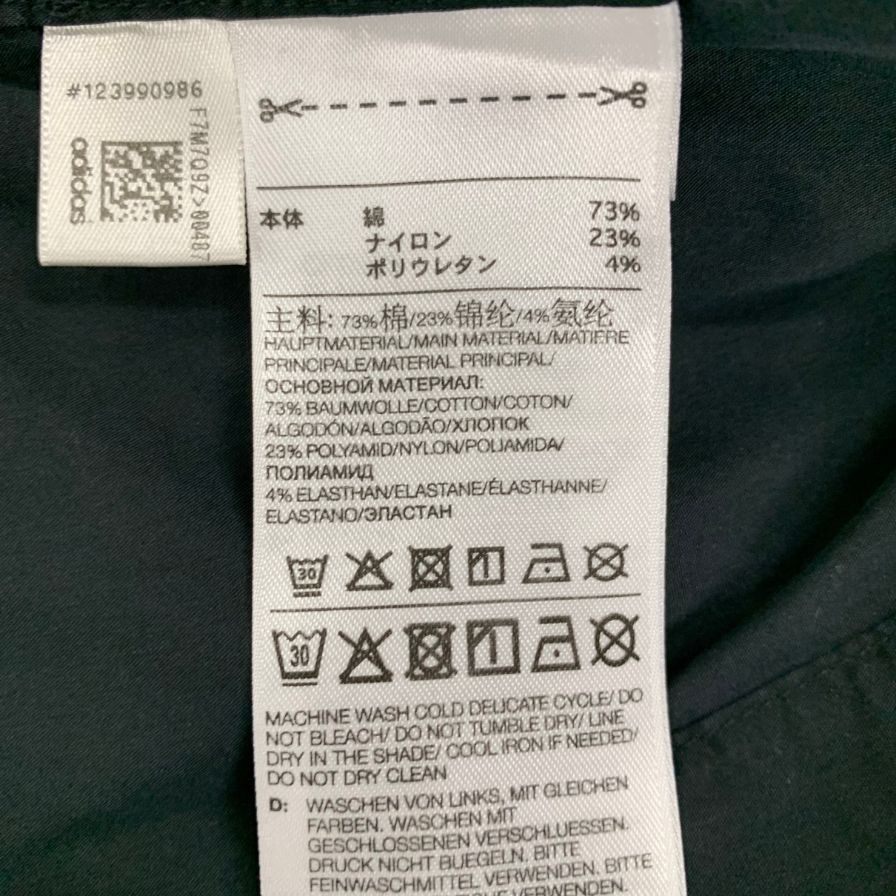 #123990986
adidas
F7M7Q9Z>00487
本体 綿 73%
ナイロン 23%
ポリウレタン 4%
主料: 73%棉/23%锦纶/4%氨纶
HAUPTMATERIAL/MAIN MATERIAL/MATIÈRE
PRINCIPALE/MATERIAL PRINCIPAL/
ОСНОВНОЙ МАТЕРИАЛ:
73% BAUMWOLLE/COTTON/COTON/
ALGODÓN/ALGODÃO/ХЛОПОК
23% POLYAMID/NYLON/POLIAMIDA/
ПОЛИАМИД
4% ELASTHAN/ELASTANE/ÉLASTHANNE/
ELASTANO/ЭЛАСТАН
30
30
MACHINE WASH COLD DELICATE CYCLE/ DO
NOT BLEACH/ DO NOT TUMBLE DRY/ LINE
DRY IN THE SHADE/ COOL IRON IF NEEDED/
DO NOT DRY CLEAN
D: WASCHEN VON LINKS, MIT GLEICHEN
FARBEN. WASCHEN MIT
GESCHLOSSENEN VERSCHLUESSEN.
DRUCK NICHT BUEGELN. BITTE
FEINWASCHMITTEL VERWENDEN. BITTE
VERWENDEN.